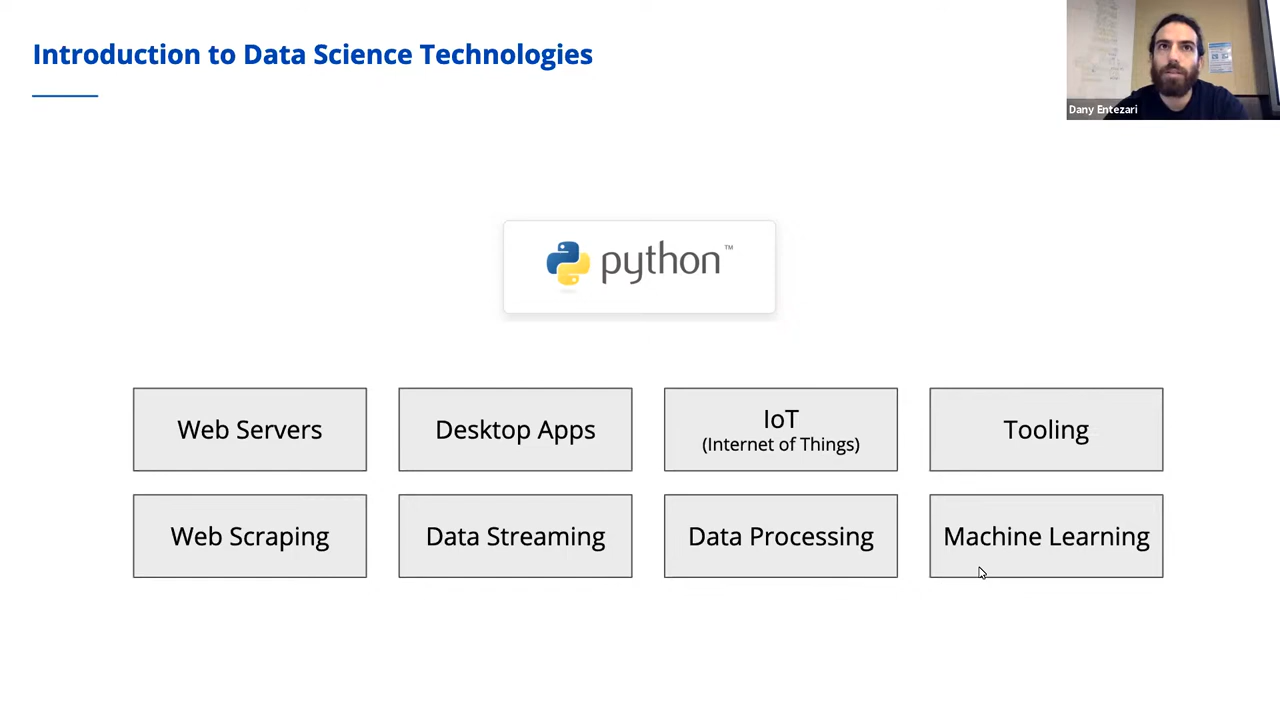 Introduction to Data Science Technologies
Dany Entezari
python™
Web Servers
Desktop Apps
IoT
(Internet of Things)
Tooling
Web Scraping
Data Streaming
Data Processing
Machine Learning